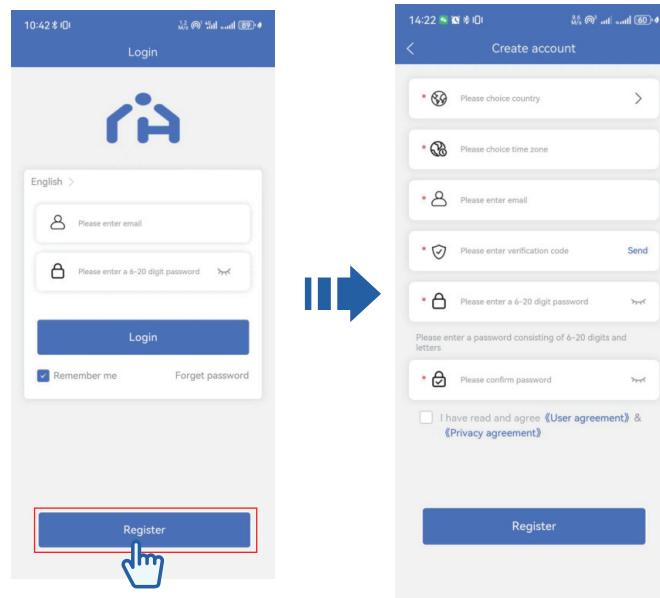 10:42
89
Login
English >
Please enter email
Please enter a 6-20 digit password
Login
Remember me
Forget password
Register
14:22
60
Create account
* Please choice country
* Please choice time zone
* Please enter email
* Please enter verification code Send
* Please enter a 6-20 digit password
Please enter a password consisting of 6-20 digits and
letters
* Please confirm password
I have read and agree 《User agreement》 &
《Privacy agreement》
Register